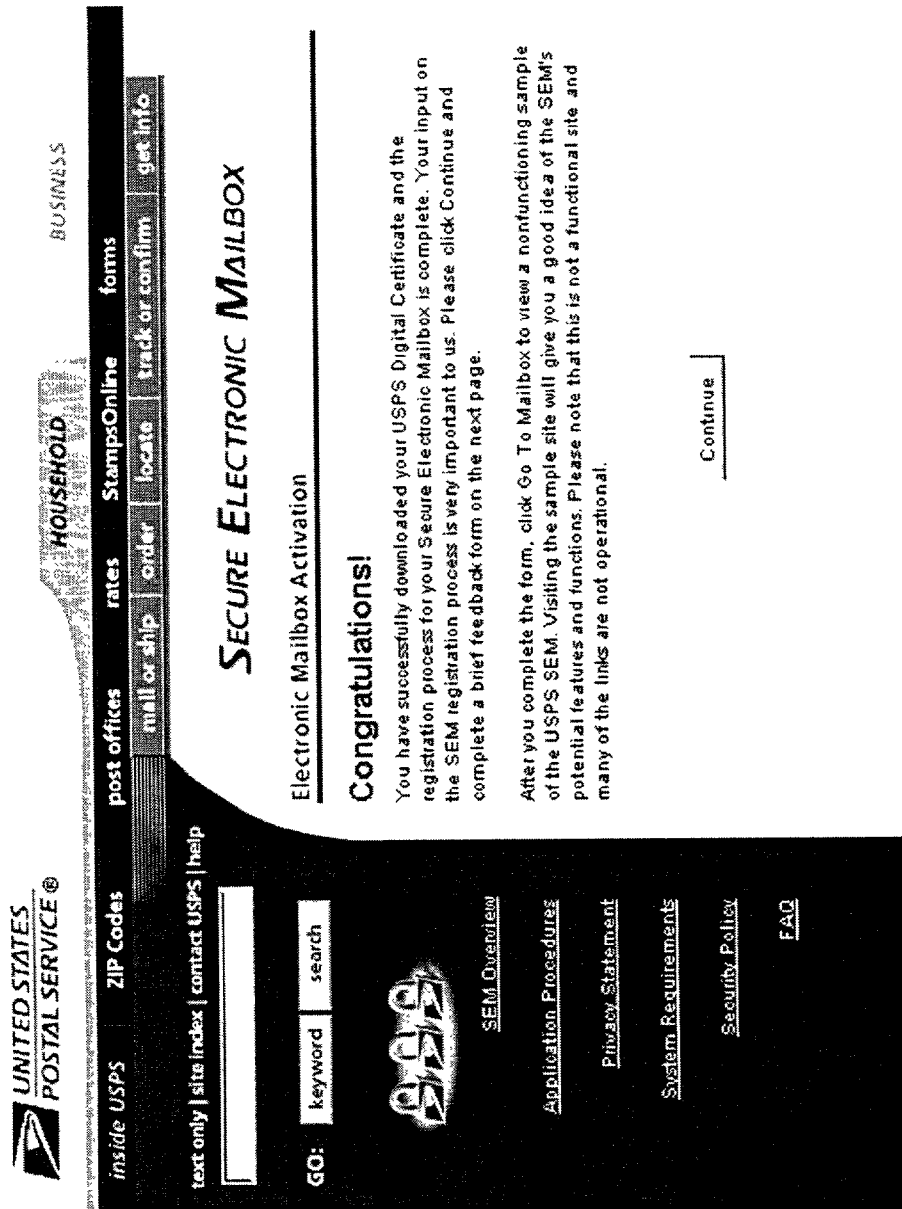 UNITED STATES
POSTAL SERVICE ®
HOUSEHOLD
BUSINESS
inside USPS
ZIP Codes
post offices
rates
StampsOnline
forms
mail or ship
order
locate
track or confirm
get info
text only | site index | contact USPS | help
GO:
keyword
search
SEM Overview
Application Procedures
Privacy Statement
System Requirements
Security Policy
FAQ
SECURE ELECTRONIC MAILBOX
Electronic Mailbox Activation
Congratulations!
You have successfully downloaded your USPS Digital Certificate and the
registration process for your Secure Electronic Mailbox is complete. Your input on
the SEM registration process is very important to us. Please click Continue and
complete a brief feedback form on the next page.
After you complete the form, click Go To Mailbox to view a nonfunctioning sample
of the USPS SEM. Visiting the sample site will give you a good idea of the SEM's
potential features and functions. Please note that this is not a functional site and
many of the links are not operational.
Continue